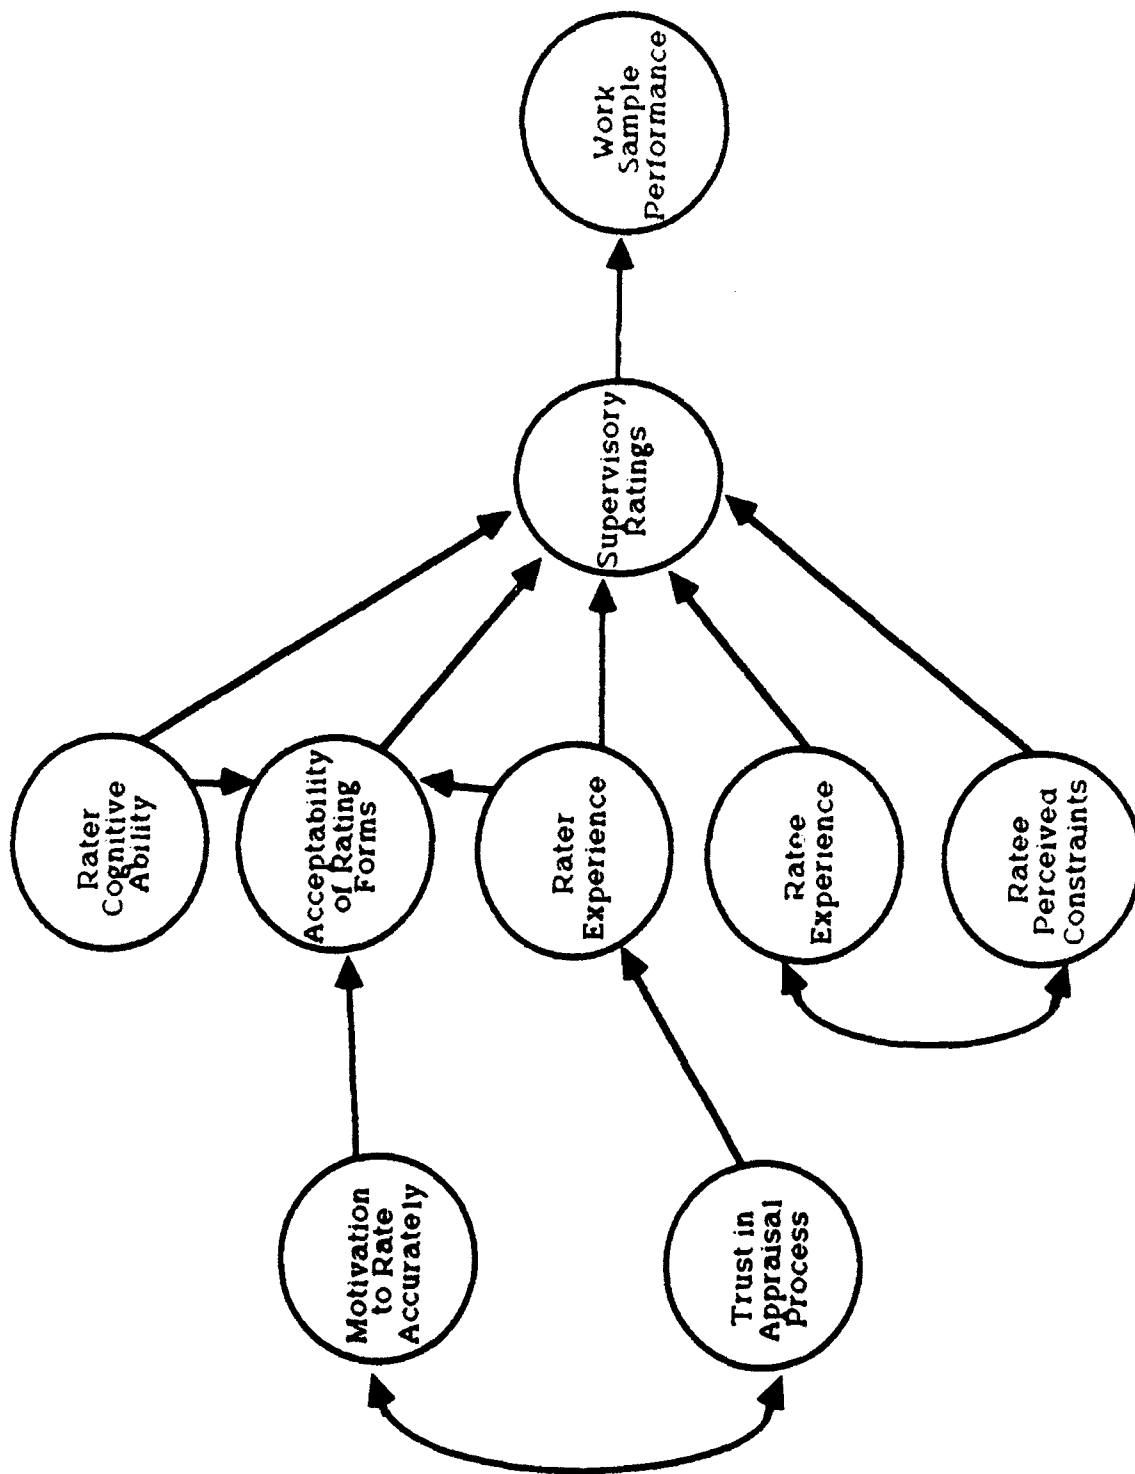 Work
Sample
Performance
Supervisory
Ratings
Rater
Cognitive
Ability
Acceptability
of Rating
Forms
Rater
Experience
Ratee
Experience
Ratee
Perceived
Constraints
Motivation
to Rate
Accurately
Trust in
Appraisal
Process